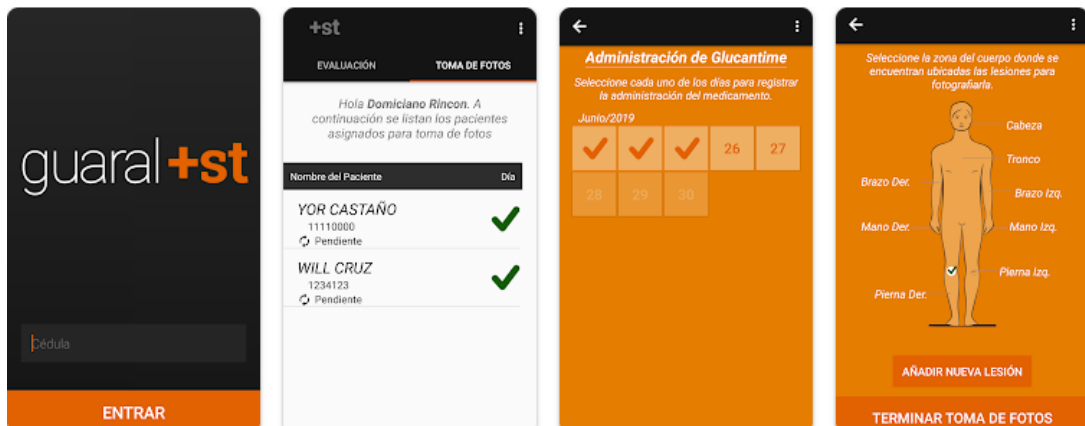 guaral+st
Cédula
ENTRAR
+st
EVALUACIÓN TOMA DE FOTOS
Hola Domiciano Rincon. A
continuación se listan los pacientes
asignados para toma de fotos
Nombre del Paciente Día
YOR CASTAÑO
11110000
Pendiente
WILL CRUZ
1234123
Pendiente
Administración de Glucantime
Seleccione cada uno de los días para registrar
la administración del medicamento.
Junio/2019
26 27
28 29 30
Seleccione la zona del cuerpo donde se
encuentran ubicadas las lesiones para
fotografiarla.
Cabeza
Tronco
Brazo Der.
Brazo Izq.
Mano Der. Mano Izq.
Pierna Izq.
Pierna Der.
AÑADIR NUEVA LESIÓN
TERMINAR TOMA DE FOTOS